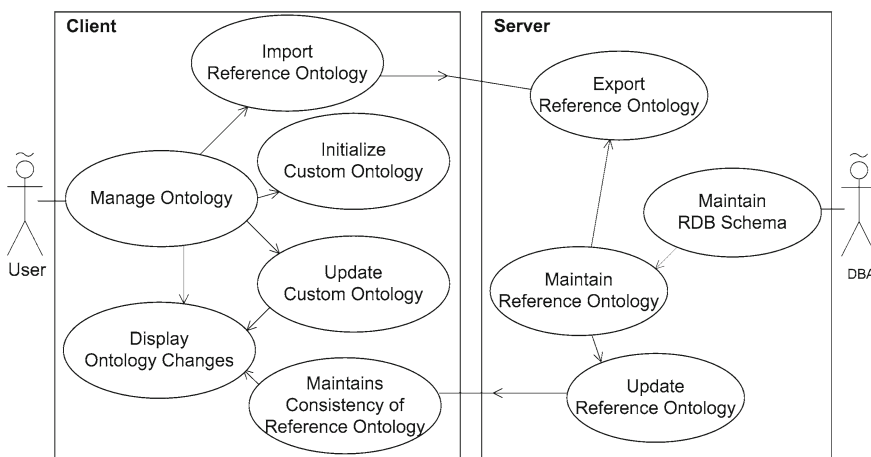 Client
Import
Reference Ontology
Initialize
Custom Ontology
Manage Ontology
User
Update
Custom Ontology
Display
Ontology Changes
Maintains
Consistency of
Reference Ontology
Server
Export
Reference Ontology
Maintain
RDB Schema
Maintain
Reference Ontology
DBA
Update
Reference Ontology